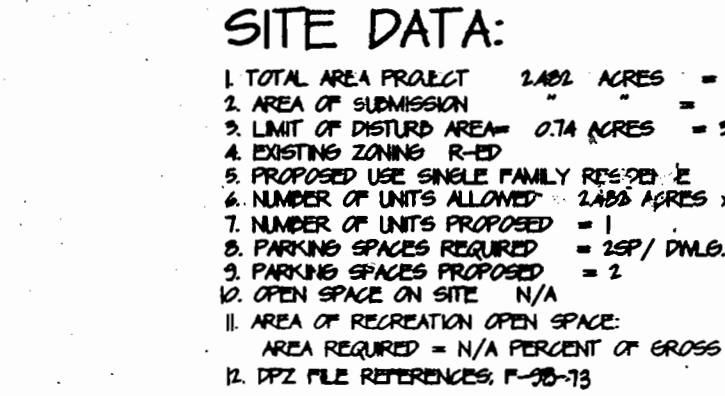 SITE DATA:
1. TOTAL AREA PROJECT 2.482 ACRES =
2. AREA OF SUBMISSION " " =
3. LIMIT OF DISTURB AREA= 0.74 ACRES =
4. EXISTING ZONING R-ED
5. PROPOSED USE SINGLE FAMILY
6. NUMBER OF UNITS ALLOWED 2.482 ACRES
7. NUMBER OF UNITS PROPOSED = 1
8. PARKING SPACES REQUIRED = 2SP/ DWLG.
9. PARKING SPACES PROPOSED = 2
10. OPEN SPACE ON SITE N/A
11. AREA OF RECREATION OPEN SPACE:
AREA REQUIRED = N/A PERCENT OF GROSS
12. DPZ FILE REFERENCES; F-98-73